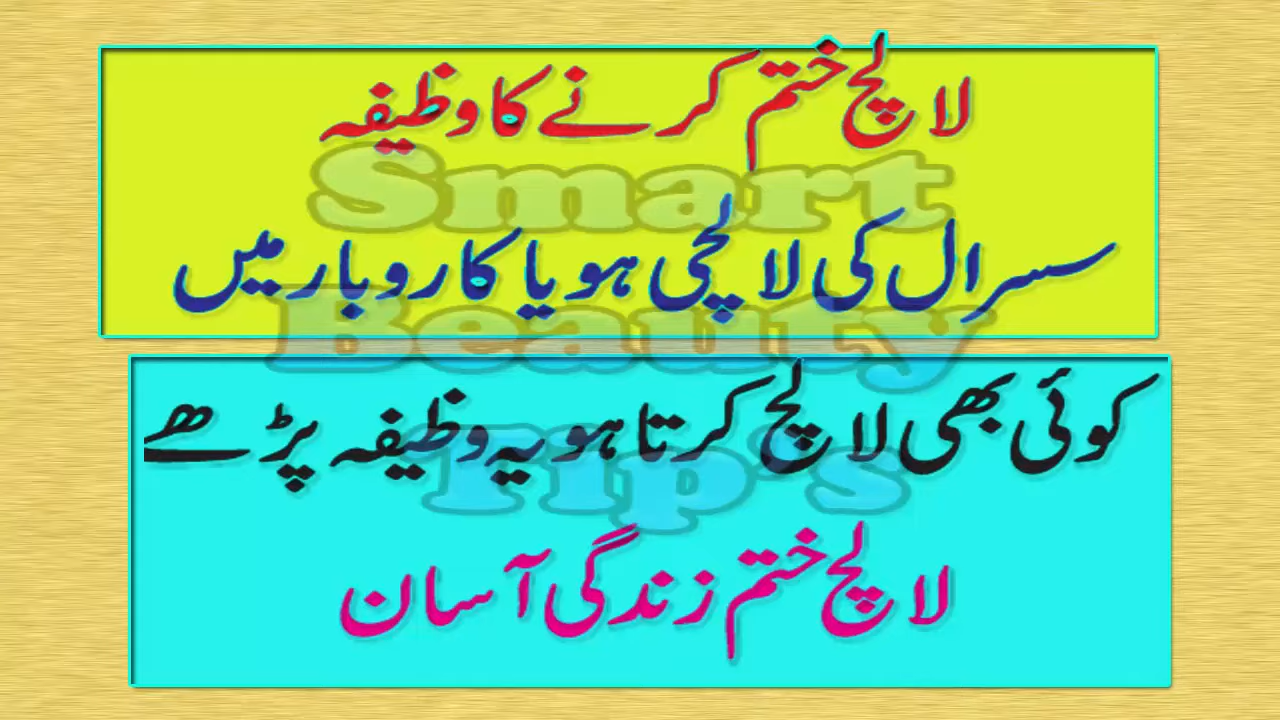 لالچ ختم کرنے کا وظیفہ
سسرال کی لالچی ہو یا کاروبار میں
کوئی بھی لالچ کرتا ہو یہ وظیفہ پڑھے
لالچ ختم زندگی آسان
Smart
Beauty
Tip's